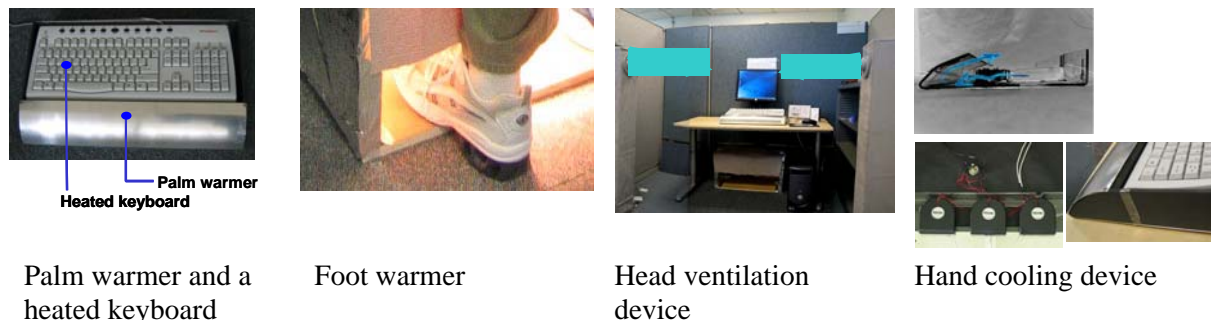 Palm warmer
Heated keyboard
Palm warmer and a
heated keyboard
Foot warmer
Head ventilation
device
Hand cooling device